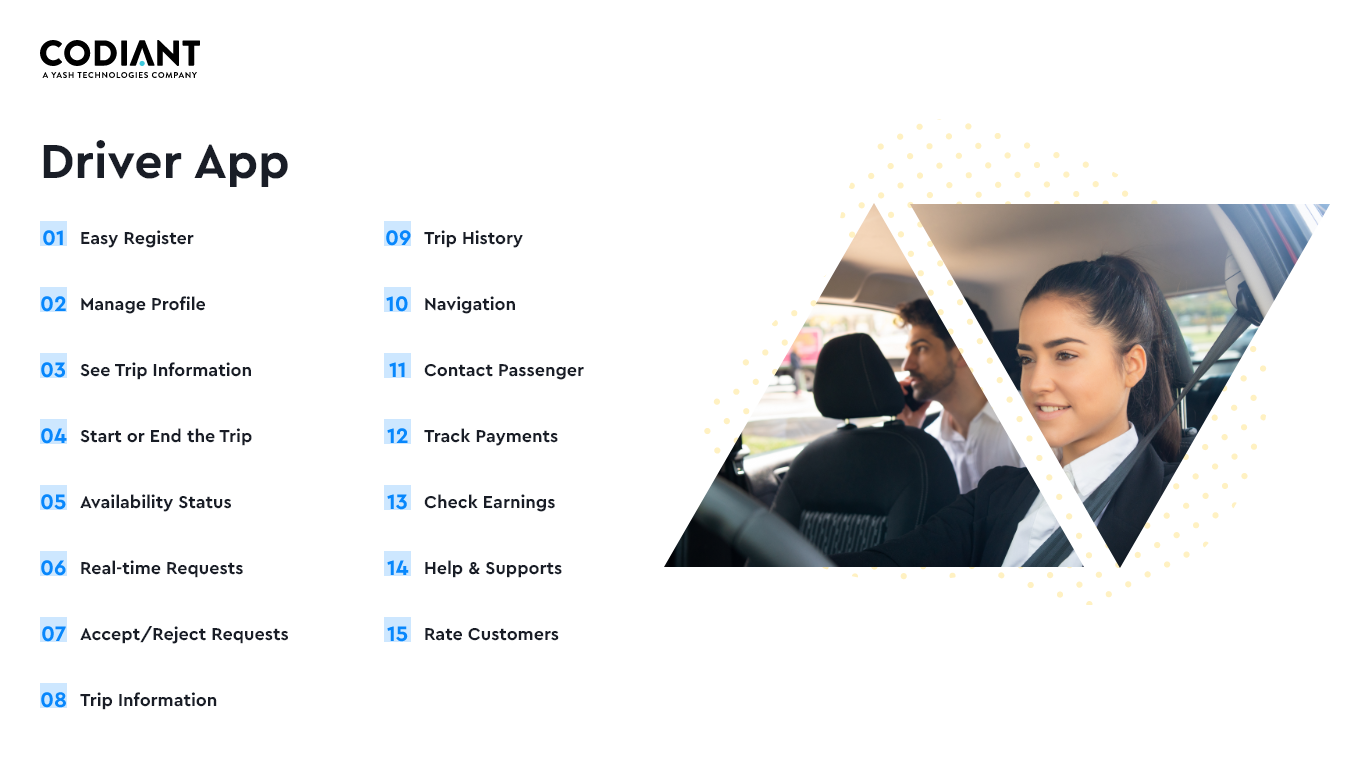 CODIANT
A YASH TECHNOLOGIES COMPANY
Driver App
01 Easy Register
02 Manage Profile
03 See Trip Information
04 Start or End the Trip
05 Availability Status
06 Real-time Requests
07 Accept/Reject Requests
08 Trip Information
09 Trip History
10 Navigation
11 Contact Passenger
12 Track Payments
13 Check Earnings
14 Help & Supports
15 Rate Customers